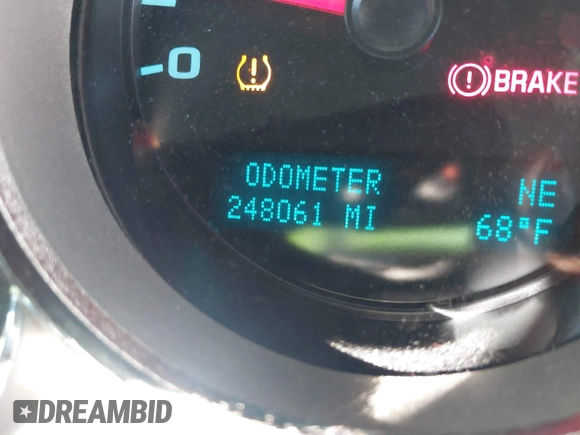 0
BRAKE
ODOMETER
NE
248061 MI
68°F
DREAMBID